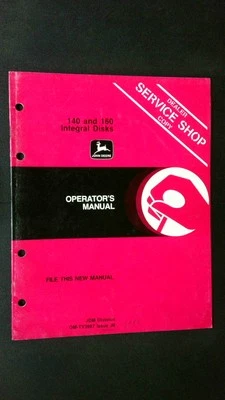 DEALER
SERVICE SHOP
COPY
140 and 160
Integral Disks
JOHN DEERE
OPERATOR'S
MANUAL
FILE THIS NEW MANUAL